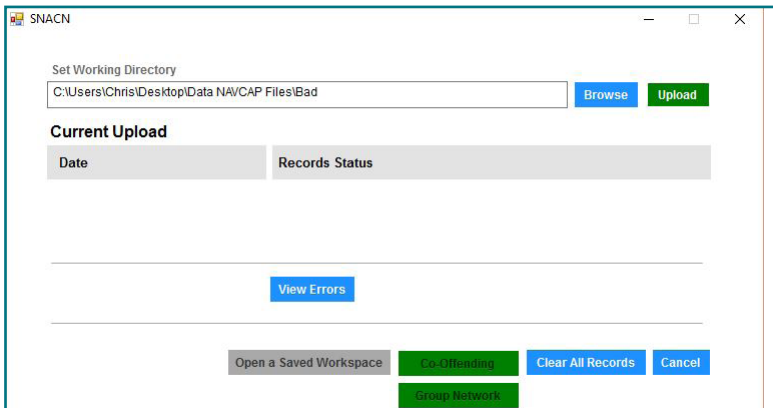 SNACN
Set Working Directory
C:\Users\Chris\Desktop\Data NAVCAP Files\Bad
Browse
Upload
Current Upload
Date
Records Status
View Errors
Open a Saved Workspace
Co-Offending
Clear All Records
Cancel
Group Network